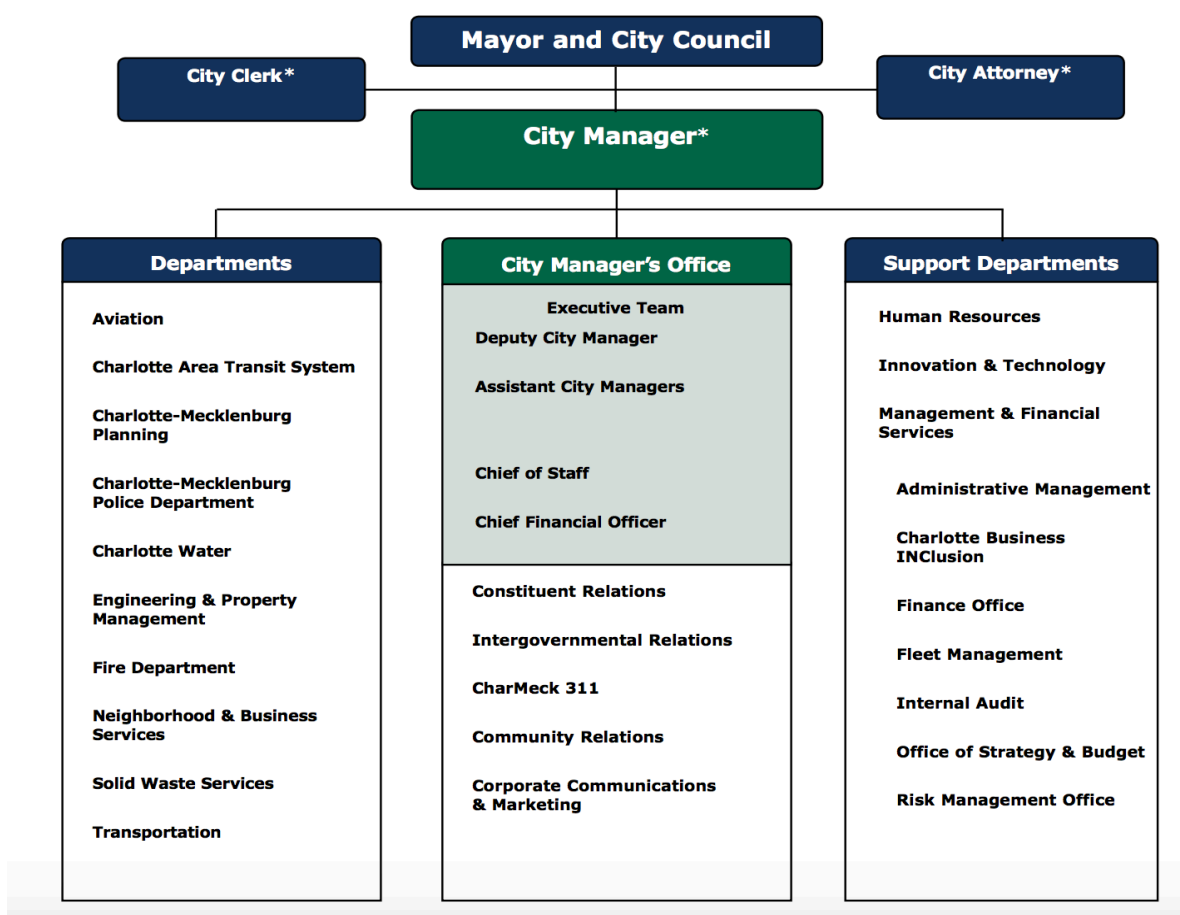 Mayor and City Council
City Clerk*
City Attorney*
City Manager*
Departments
Aviation
Charlotte Area Transit System
Charlotte-Mecklenburg
Planning
Charlotte-Mecklenburg
Police Department
Charlotte Water
Engineering & Property
Management
Fire Department
Neighborhood & Business
Services
Solid Waste Services
Transportation
City Manager’s Office
Executive Team
Deputy City Manager
Assistant City Managers
Chief of Staff
Chief Financial Officer
Constituent Relations
Intergovernmental Relations
CharMeck 311
Community Relations
Corporate Communications
& Marketing
Support Departments
Human Resources
Innovation & Technology
Management & Financial
Services
Administrative Management
Charlotte Business
INClusion
Finance Office
Fleet Management
Internal Audit
Office of Strategy & Budget
Risk Management Office